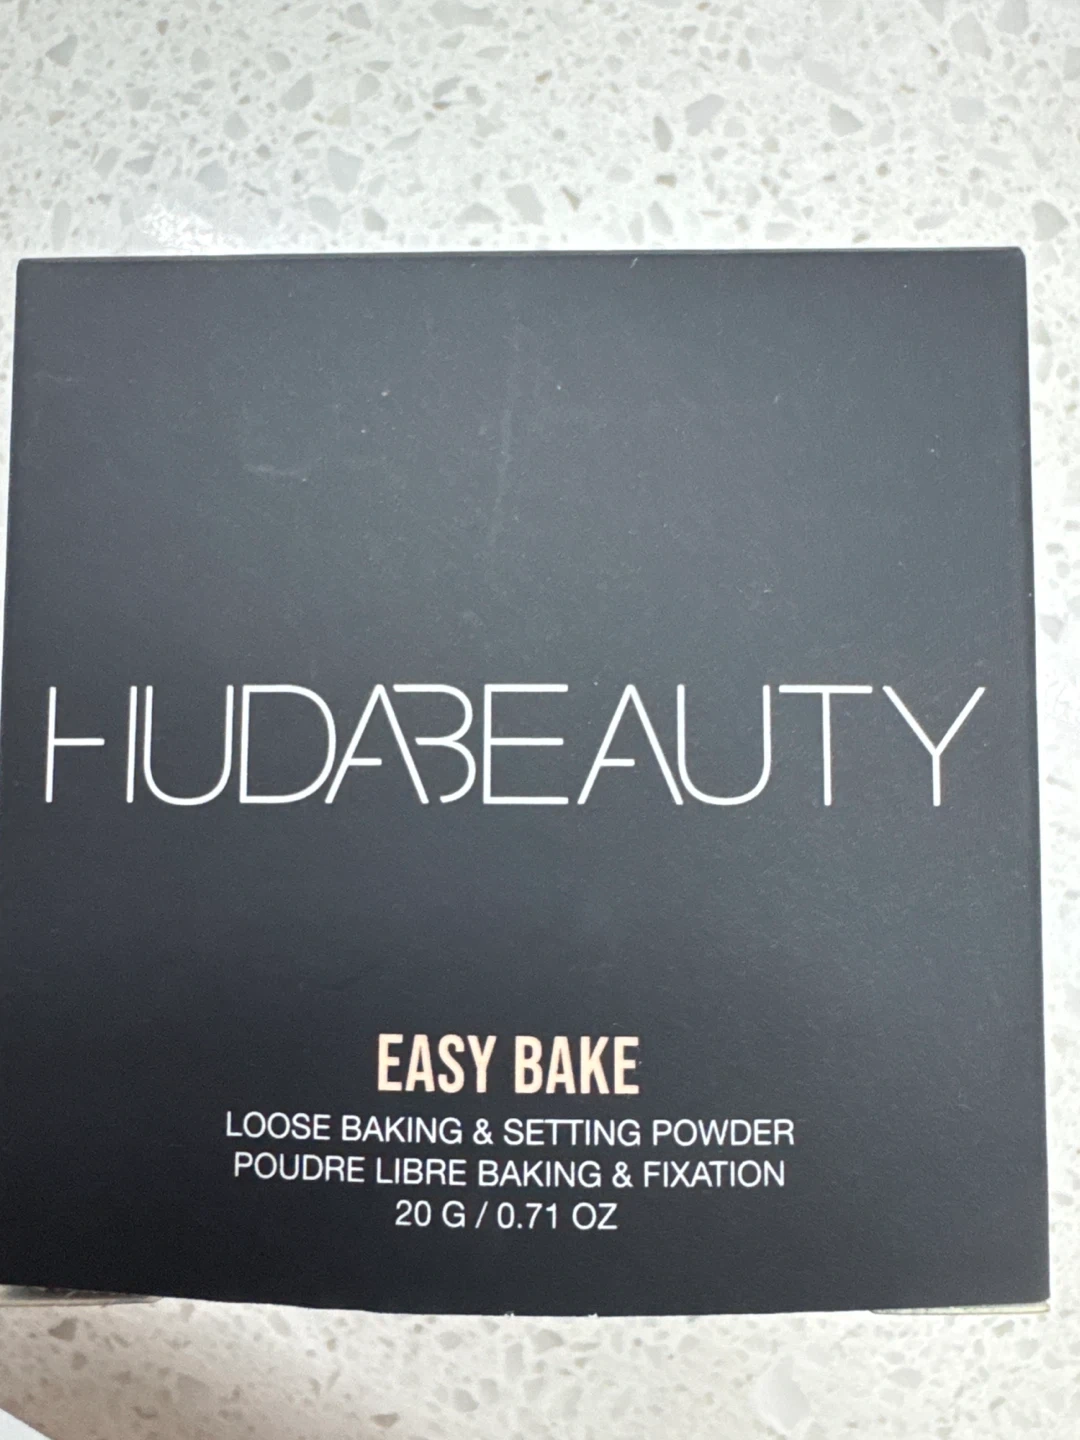 HUDABEAUTY
EASY BAKE
LOOSE BAKING & SETTING POWDER
POUDRE LIBRE BAKING & FIXATION
20 G / 0.71 OZ